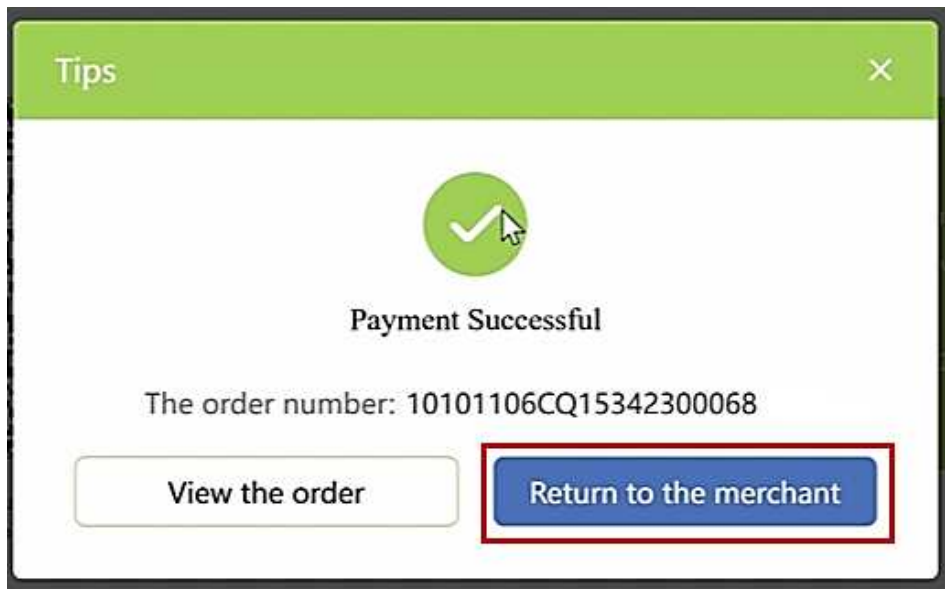 Tips
Payment Successful
The order number: 10101106CQ15342300068
View the order
Return to the merchant